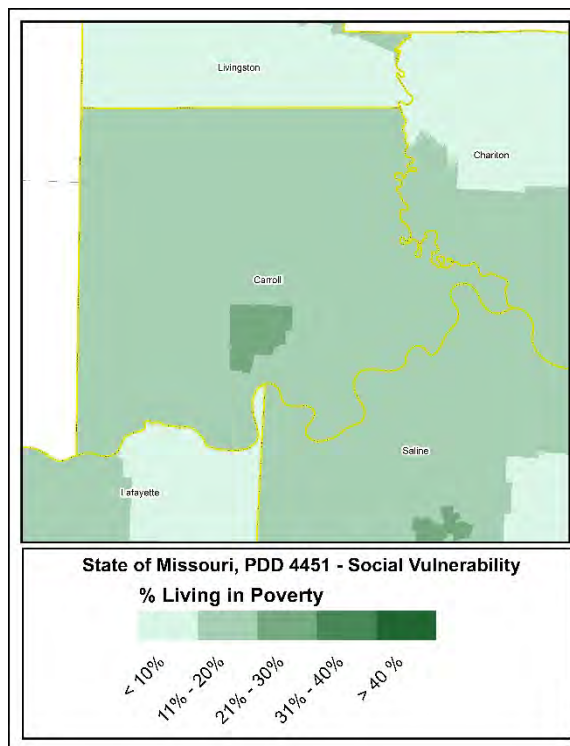 Livingston
Chariton
Carroll
Saline
Lafayette
State of Missouri, PDD 4451 - Social Vulnerability
% Living in Poverty
< 10%
11% - 20%
21% - 30%
31% - 40%
> 40 %